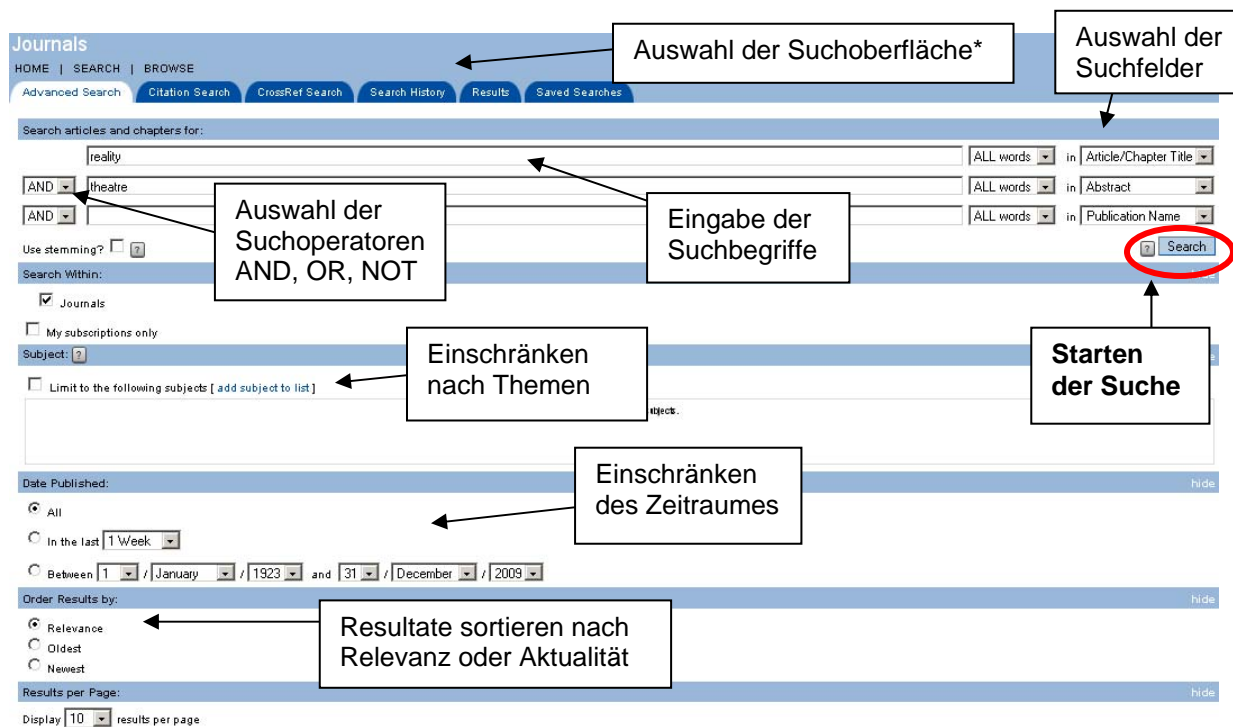 Journals
HOME | SEARCH | BROWSE
Auswahl der Suchoberfläche*
Auswahl der
Suchfelder
Advanced Search Citation Search CrossRef Search Search History Results Saved Searches
Search articles and chapters for:
reality ALL words in Article/Chapter Title
AND theatre ALL words in Abstract
AND ALL words in Publication Name
Auswahl der
Suchoperatoren
AND, OR, NOT
Eingabe der
Suchbegriffe
Use stemming? ? ? Search
Search Within: hide
Journals
My subscriptions only
Starten
der Suche
Subject: ?
Einschränken
nach Themen
Limit to the following subjects [ add subject to list ]
Einschränken
des Zeitraumes
Date Published: hide
All
In the last 1 Week
Between 1 / January / 1923 and 31 / December / 2009
Order Results by: hide
Relevance
Oldest
Newest
Resultate sortieren nach
Relevanz oder Aktualität
Results per Page: hide
Display 10 results per page